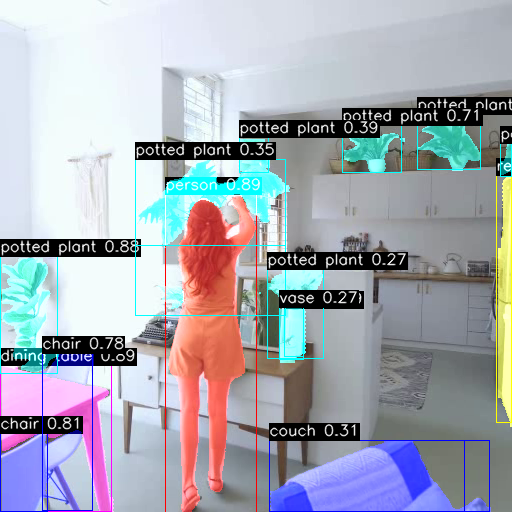 potted plant
potted plant 0.71
potted plant 0.39
potted plant 0.35
person 0.89
potted plant 0.88
potted plant 0.27
vase 0.27
chair 0.78
dining table 0.89
chair 0.81
couch 0.31